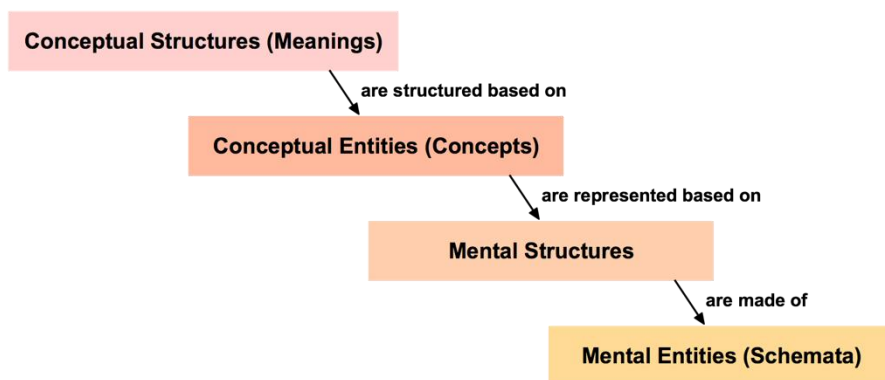 Conceptual Structures (Meanings)
are structured based on
Conceptual Entities (Concepts)
are represented based on
Mental Structures
are made of
Mental Entities (Schemata)